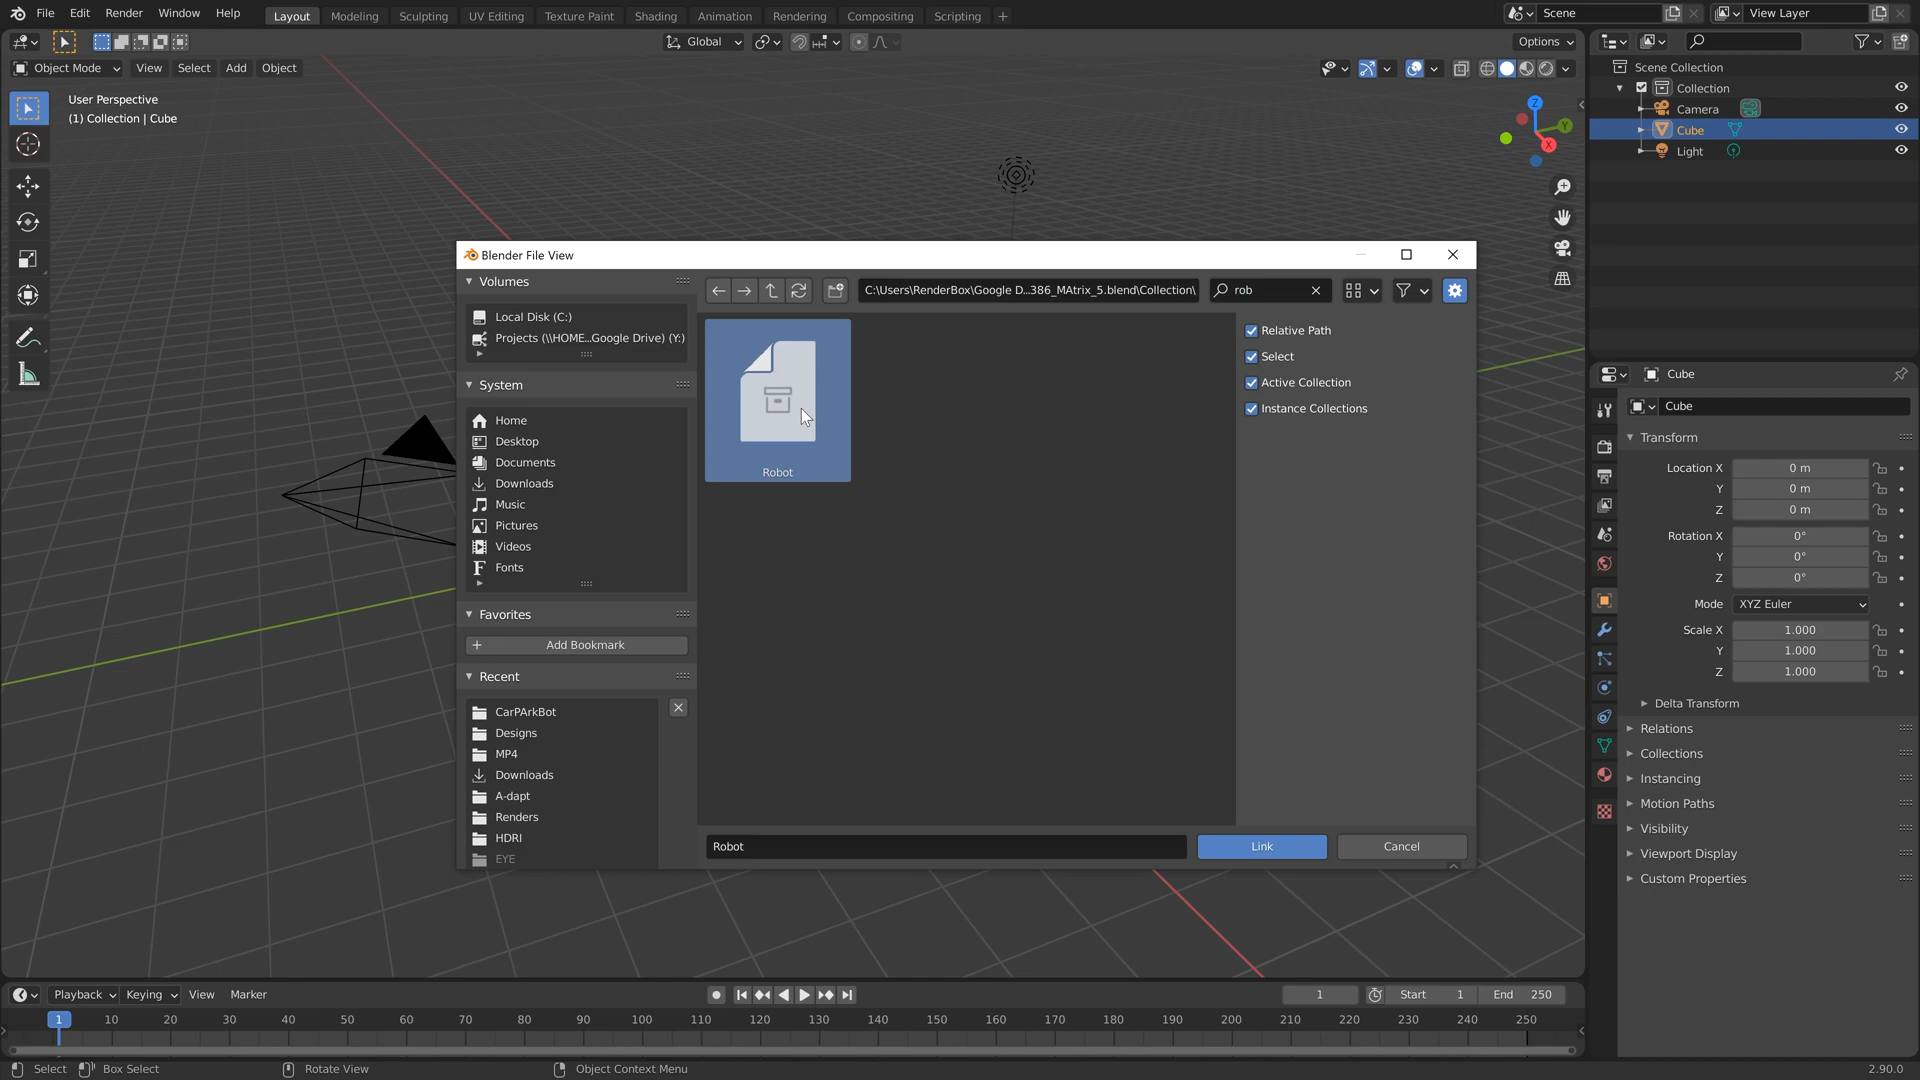 File Edit Render Window Help Layout Modeling Sculpting UV Editing Texture Paint Shading Animation Rendering Compositing Scripting + Scene View Layer
Global Options
Object Mode View Select Add Object
User Perspective
(1) Collection | Cube
Z
Y
X
Scene Collection
Collection
Camera
Cube
Light
Blender File View
Volumes
Local Disk (C:)
Projects (\\HOME...Google Drive) (Y:)
System
Home
Desktop
Documents
Downloads
Music
Pictures
Videos
Fonts
Favorites
+ Add Bookmark
Recent
CarPArkBot
Designs
MP4
Downloads
A-adapt
Renders
HDRI
EYE
C:\Users\RenderBox\Google D...386_MAtrix_5.blend\Collection\
rob
Robot
Relative Path
Select
Active Collection
Instance Collections
Robot
Link Cancel
Cube
Cube
Transform
Location X 0 m
Y 0 m
Z 0 m
Rotation X 0°
Y 0°
Z 0°
Mode XYZ Euler
Scale X 1.000
Y 1.000
Z 1.000
Delta Transform
Relations
Collections
Instancing
Motion Paths
Visibility
Viewport Display
Custom Properties
Playback Keying View Marker 1 Start 1 End 250
1 10 20 30 40 50 60 70 80 90 100 110 120 130 140 150 160 170 180 190 200 210 220 230 240 250
Select Box Select Rotate View Object Context Menu 2.90.0